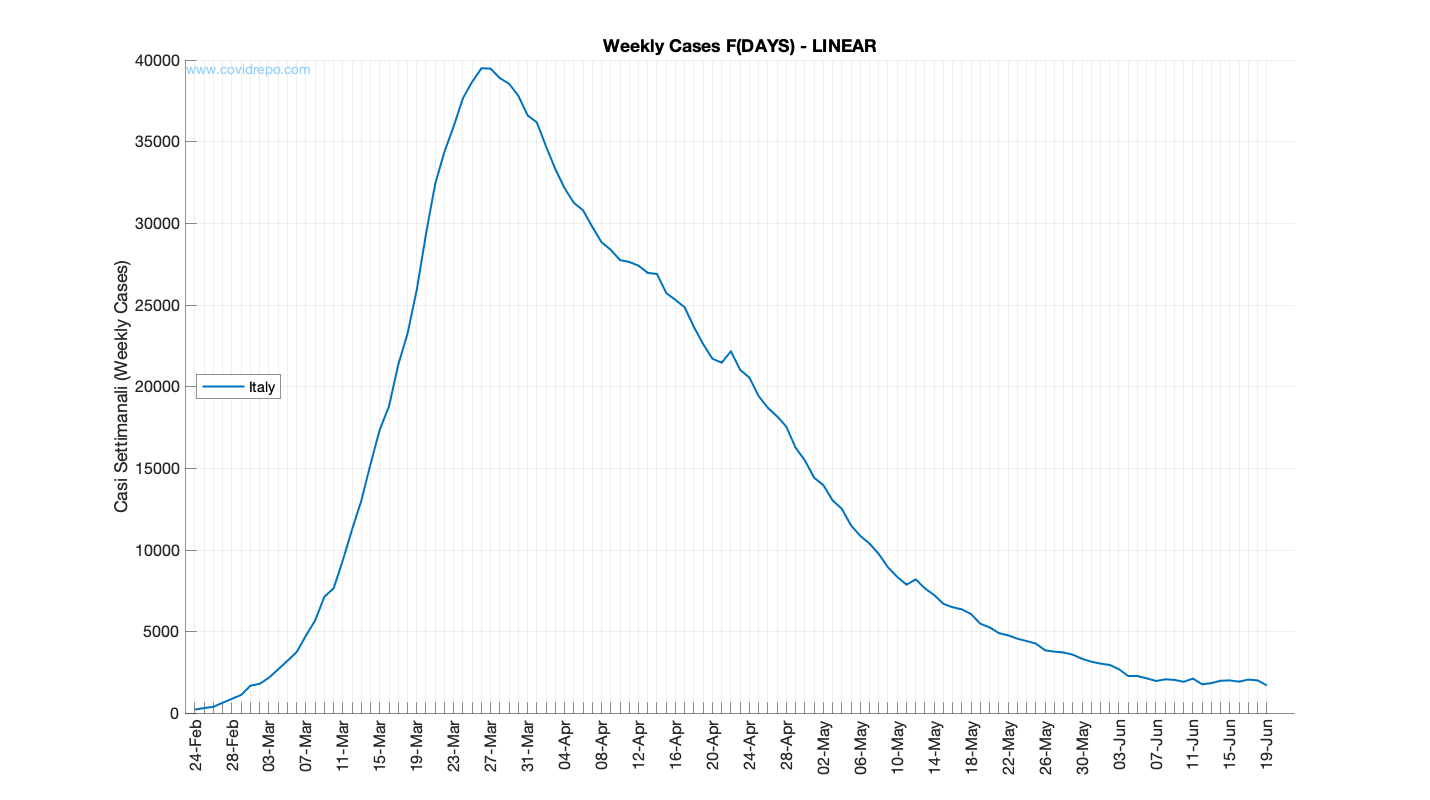 Weekly Cases F(DAYS) - LINEAR
www.covidrepo.com
Casi Settimanali (Weekly Cases)
40000
35000
30000
25000
20000
15000
10000
5000
0
Italy
24-Feb
28-Feb
03-Mar
07-Mar
11-Mar
15-Mar
19-Mar
23-Mar
27-Mar
31-Mar
04-Apr
08-Apr
12-Apr
16-Apr
20-Apr
24-Apr
28-Apr
02-May
06-May
10-May
14-May
18-May
22-May
26-May
30-May
03-Jun
07-Jun
11-Jun
15-Jun
19-Jun